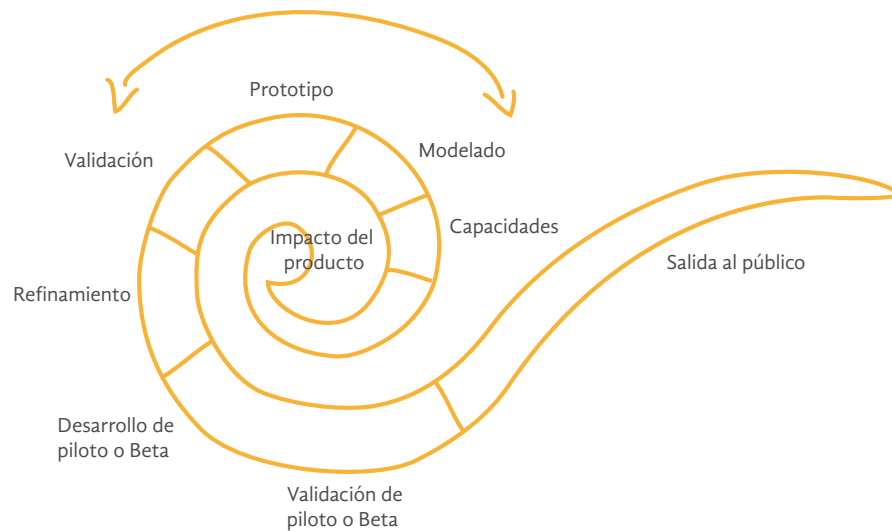 Prototipo
Validación
Modelado
Capacidades
Impacto del
producto
Salida al público
Refinamiento
Desarrollo de
piloto o Beta
Validación de
piloto o Beta